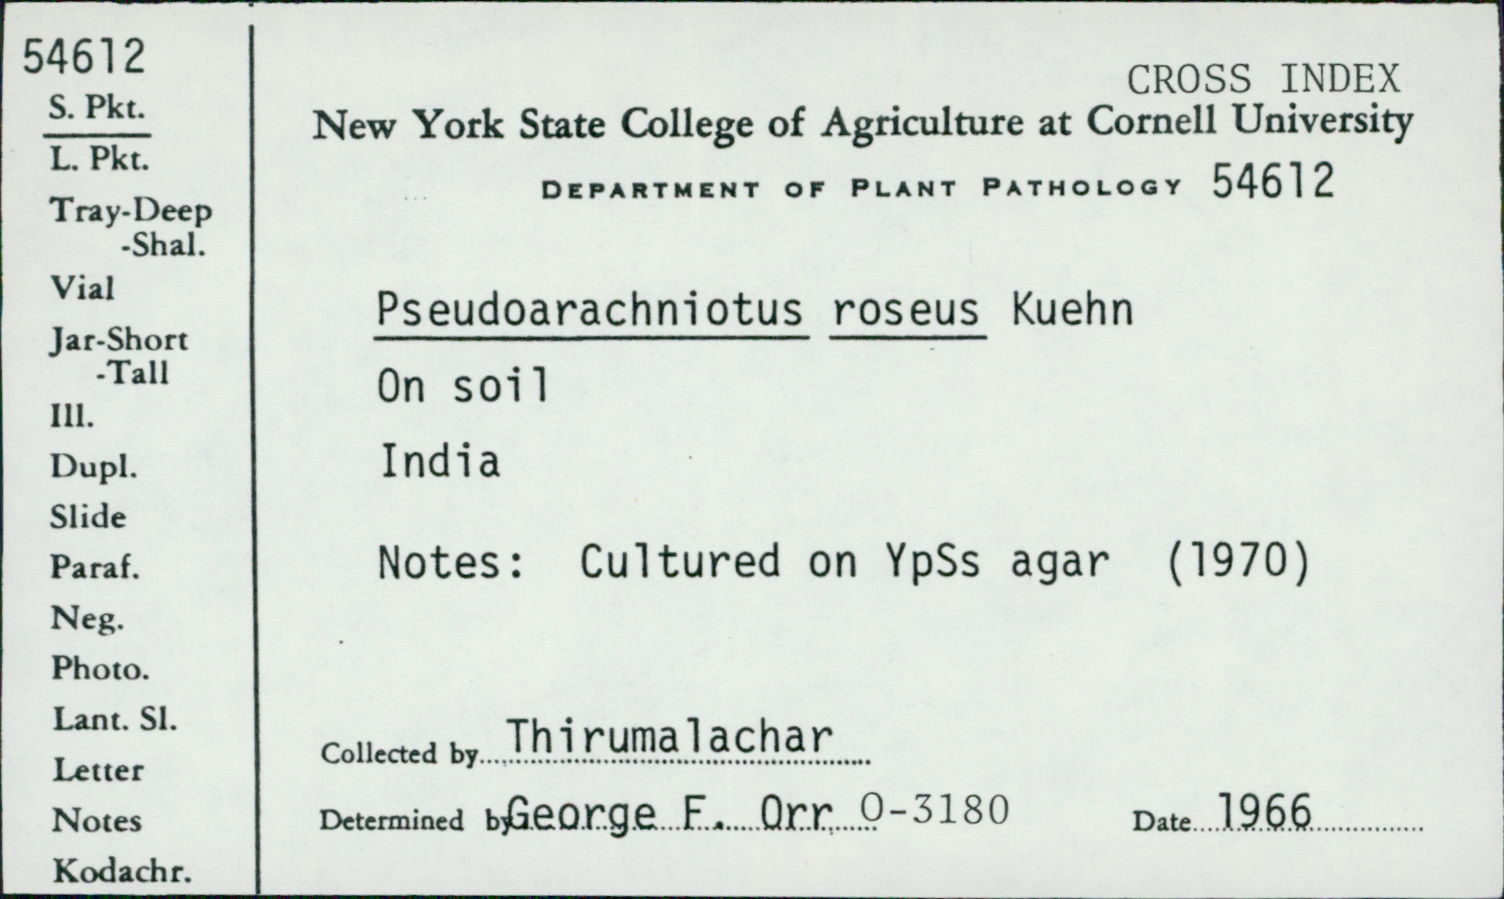 54612
S. Pkt.
L. Pkt.
Tray-Deep
-Shal.
Vial
Jar-Short
-Tall
Ill.
Dupl.
Slide
Paraf.
Neg.
Photo.
Lant. Sl.
Letter
Notes
Kodachr.
CROSS INDEX
New York State College of Agriculture at Cornell University
DEPARTMENT OF PLANT PATHOLOGY 54612
Pseudoarachniotus roseus Kuehn
On soil
India
Notes: Cultured on YpSs agar (1970)
Collected by Thirumalachar
Determined by George F. Orr O-3180 Date 1966